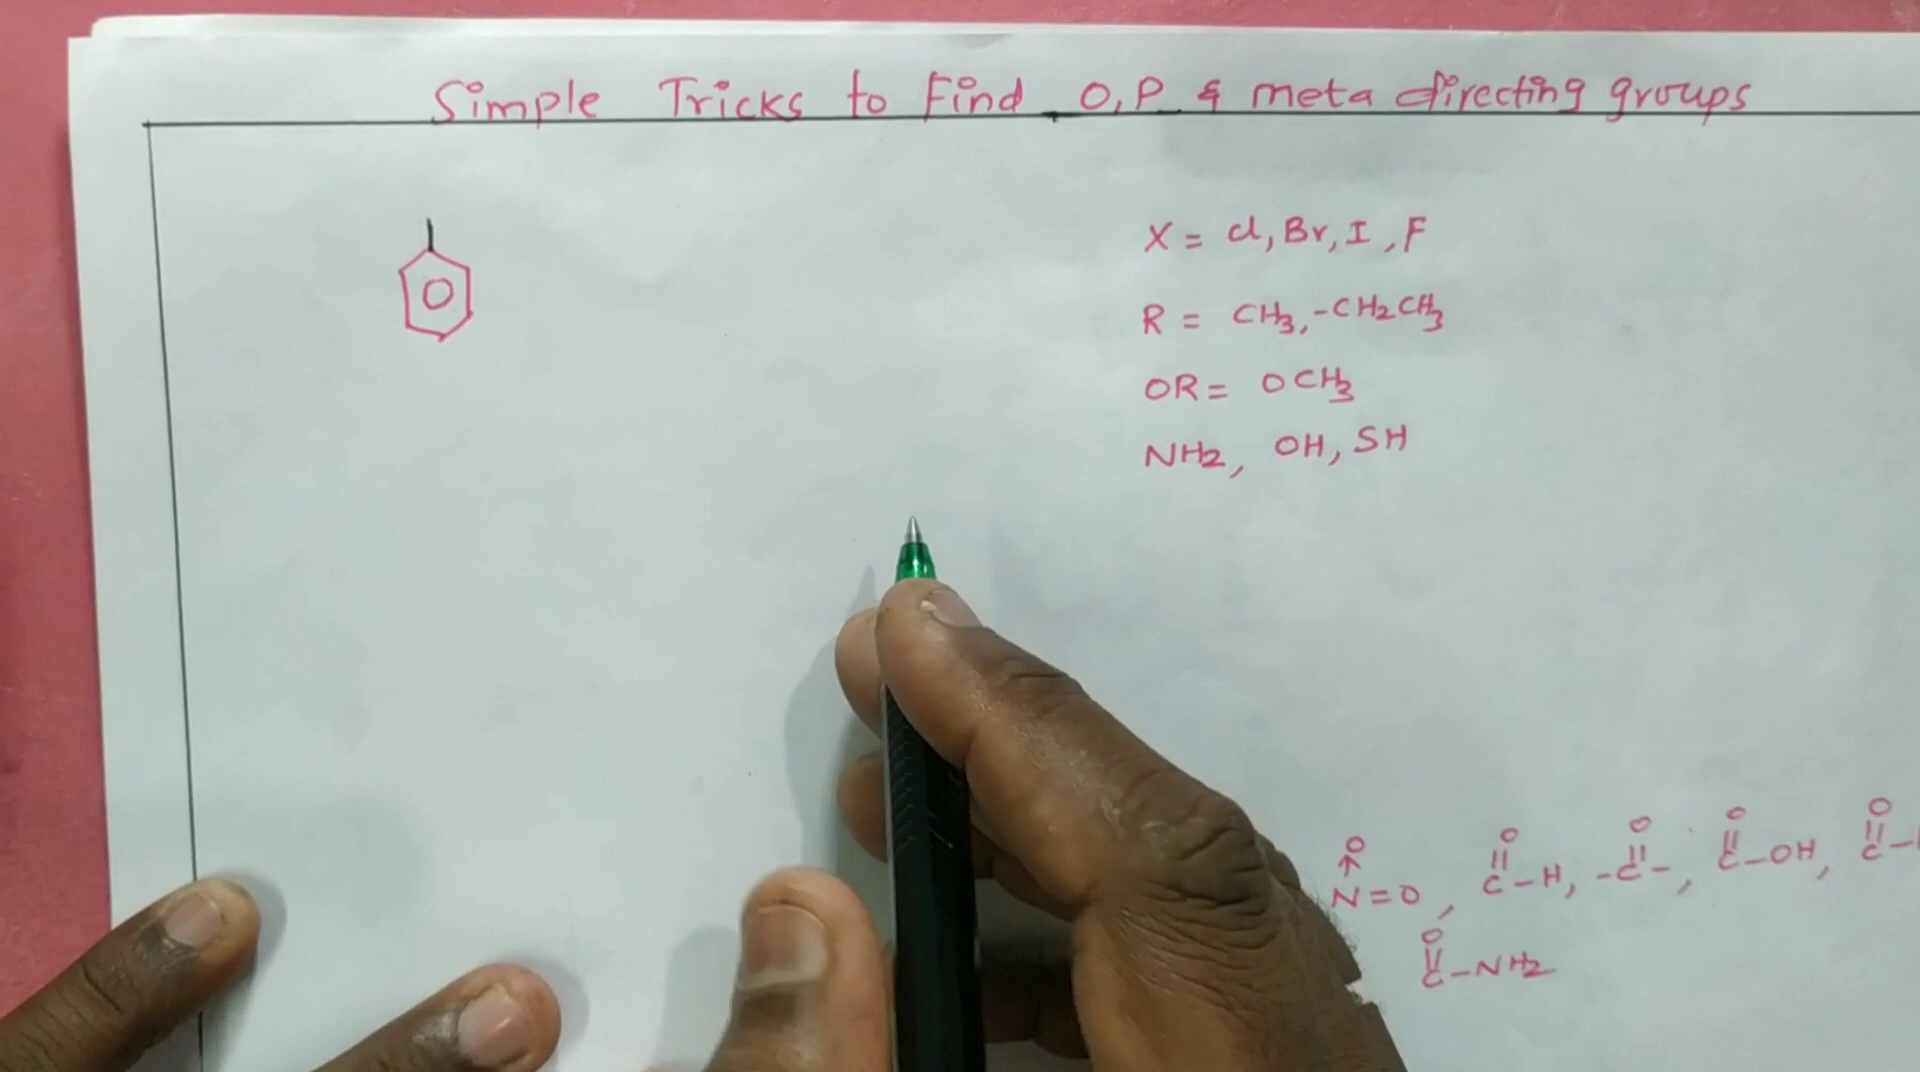 Simple Tricks to Find O, P & meta directing groups
X = Cl, Br, I, F
R = CH3, -CH2CH3
OR = OCH3
NH2, OH, SH
O O O O O
↑ || || || ||
N=O, C-H, -C-, C-OH, C-
O
||
C-NH2